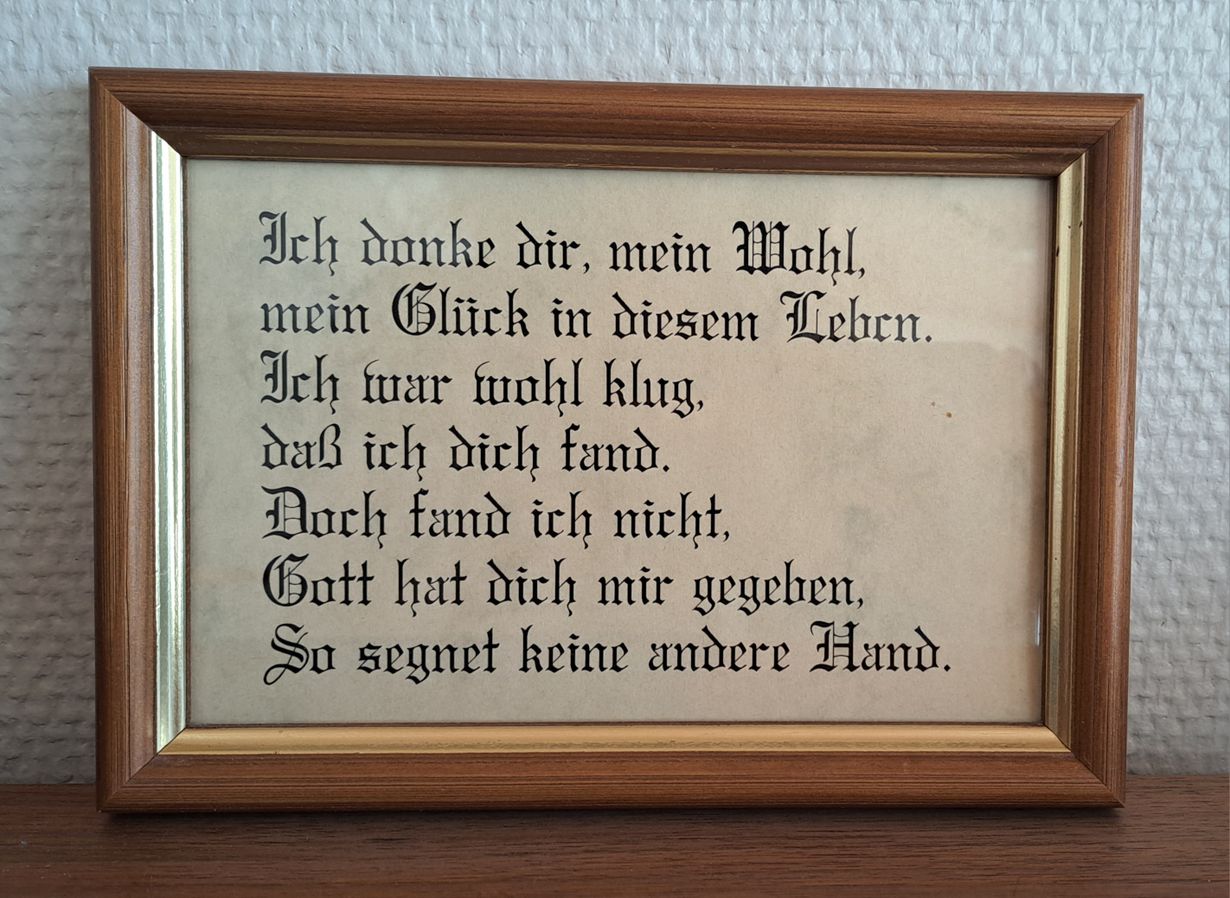 Ich donke dir, mein Wohl,
mein Glück in diesem Leben.
Ich war wohl klug,
daß ich dich fand.
Doch fand ich nicht,
Gott hat dich mir gegeben,
So segnet keine andere Hand.